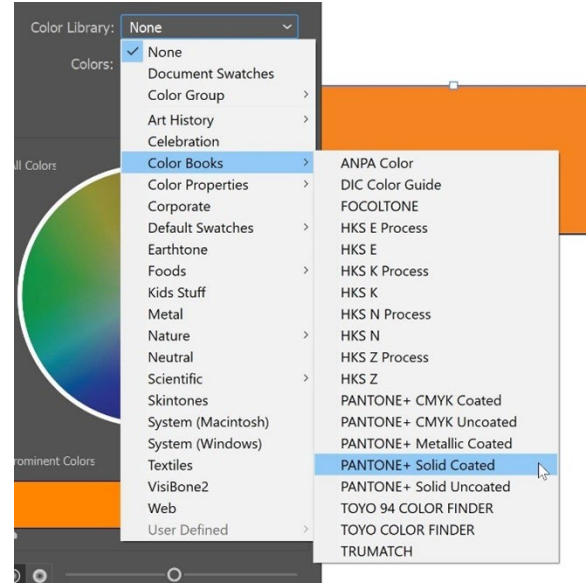 Color Library: None
Colors:
None
Document Swatches
Color Group
Art History
Celebration
Color Books
Color Properties
Corporate
Default Swatches
Earthtone
Foods
Kids Stuff
Metal
Nature
Neutral
Scientific
Skintones
System (Macintosh)
System (Windows)
Textiles
VisiBone2
Web
User Defined
ANPA Color
DIC Color Guide
FOCOLTONE
HKS E Process
HKS E
HKS K Process
HKS K
HKS N Process
HKS N
HKS Z Process
HKS Z
PANTONE+ CMYK Coated
PANTONE+ CMYK Uncoated
PANTONE+ Metallic Coated
PANTONE+ Solid Coated
PANTONE+ Solid Uncoated
TOYO 94 COLOR FINDER
TOYO COLOR FINDER
TRUMATCH
ll Colors
rominent Colors